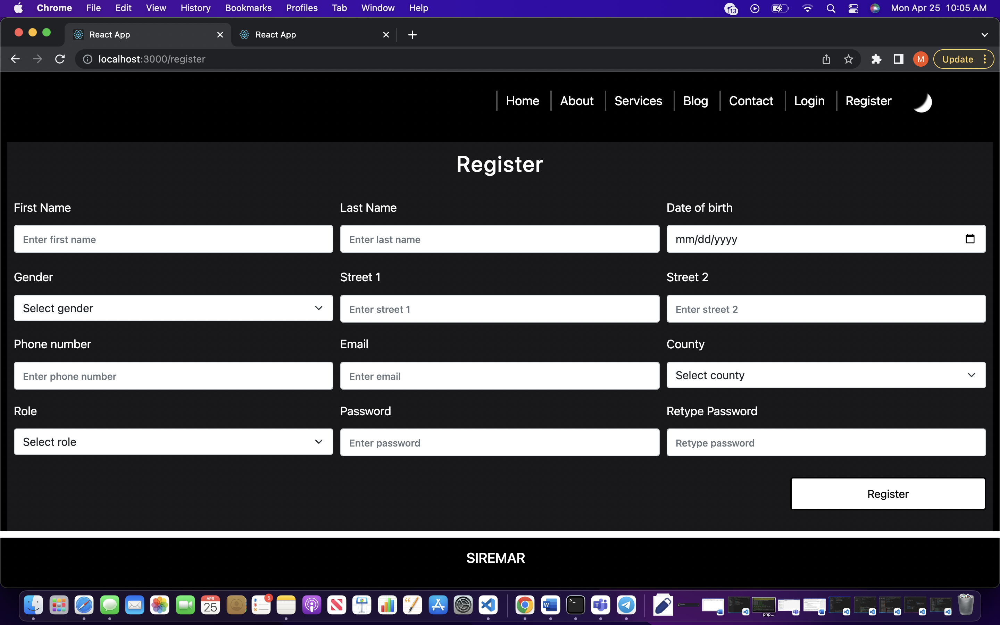 Chrome File Edit View History Bookmarks Profiles Tab Window Help 13 Mon Apr 25 10:05 AM
React App React App
localhost:3000/register M Update
Home About Services Blog Contact Login Register
Register
First Name Last Name Date of birth
Enter first name Enter last name mm/dd/yyyy
Gender Street 1 Street 2
Select gender Enter street 1 Enter street 2
Phone number Email County
Enter phone number Enter email Select county
Role Password Retype Password
Select role Enter password Retype password
Register
SIREMAR
APR 25 5 W T php...